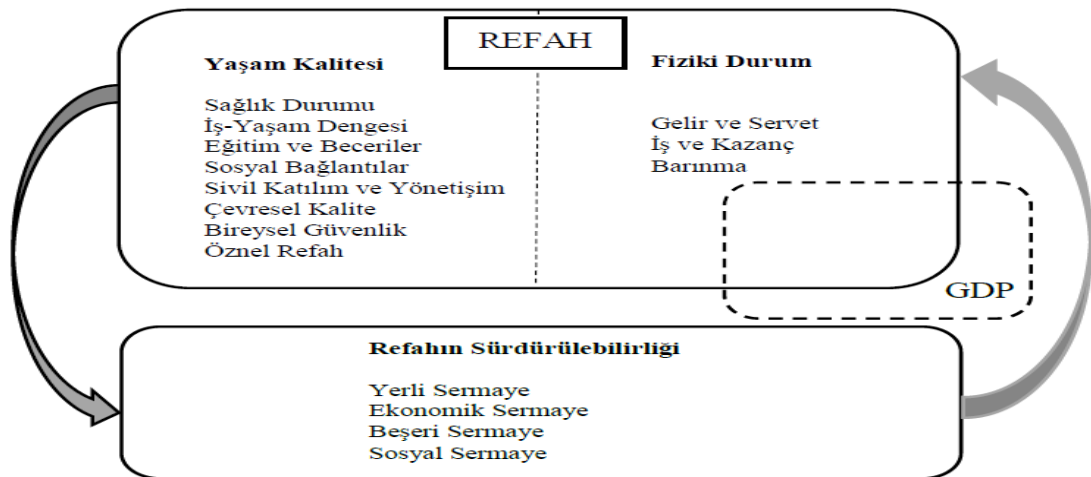 REFAH
Yaşam Kalitesi
Sağlık Durumu
İş-Yaşam Dengesi
Eğitim ve Beceriler
Sosyal Bağlantılar
Sivil Katılım ve Yönetişim
Çevresel Kalite
Bireysel Güvenlik
Öznel Refah
Fiziki Durum
Gelir ve Servet
İş ve Kazanç
Barınma
GDP
Refahın Sürdürülebilirliği
Yerli Sermaye
Ekonomik Sermaye
Beşeri Sermaye
Sosyal Sermaye